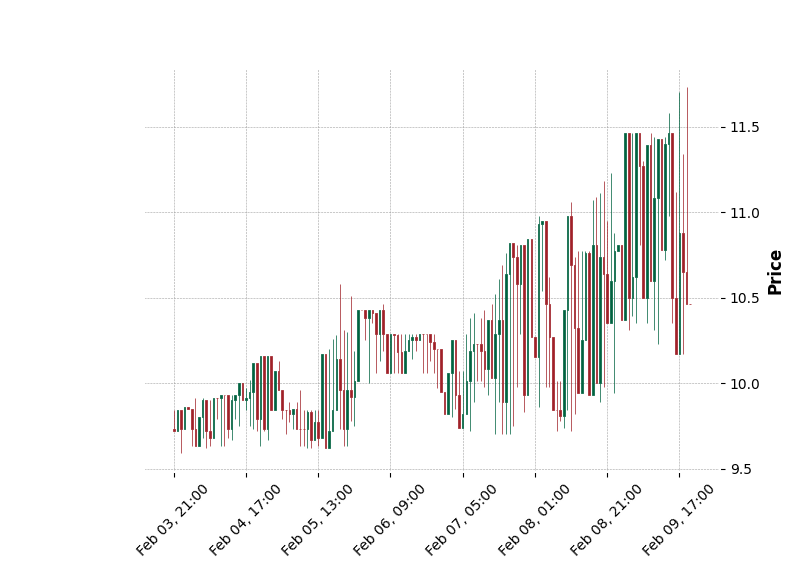 11.5
11.0
10.5
10.0
9.5
Price
Feb 03, 21:00
Feb 04, 17:00
Feb 05, 13:00
Feb 06, 09:00
Feb 07, 05:00
Feb 08, 01:00
Feb 08, 21:00
Feb 09, 17:00